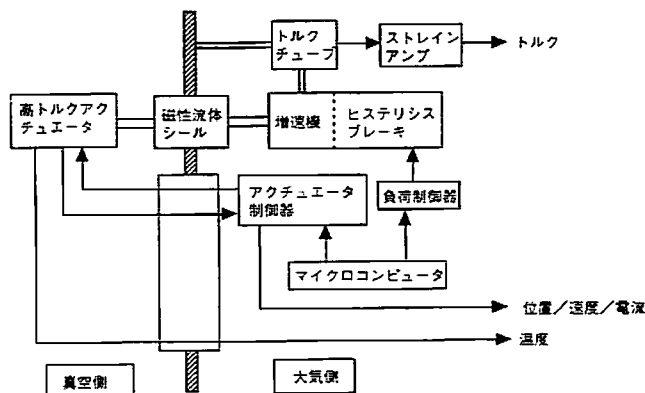 トルク
チューブ
ストレイン
アンプ
トルク
高トルクアク
チュエータ
磁性流体
シール
増速機
ヒステリシス
ブレーキ
アクチュエータ
制御器
負荷制御器
マイクロコンピュータ
位置／速度／電流
温度
真空側
大気側